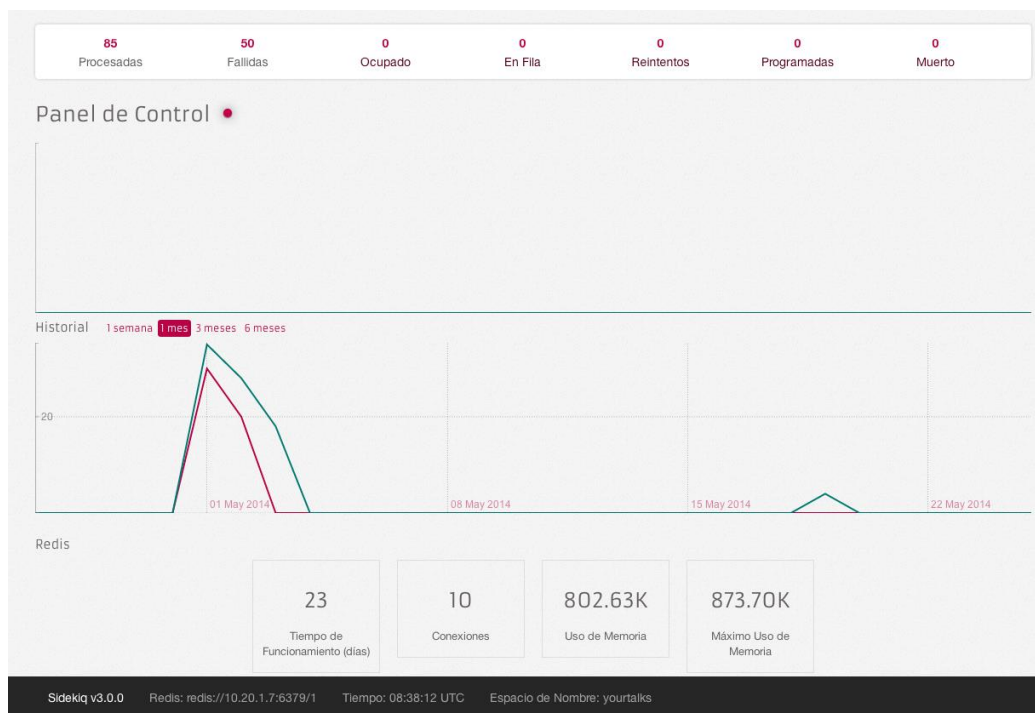 85 50 0 0 0 0 0
Procesadas Fallidas Ocupado En Fila Reintentos Programadas Muerto
Panel de Control
Historial 1 semana 1 mes 3 meses 6 meses
20
01 May 2014 08 May 2014 15 May 2014 22 May 2014
Redis
23 10 802.63K 873.70K
Tiempo de Funcionamiento (días) Conexiones Uso de Memoria Máximo Uso de Memoria
Sidekiq v3.0.0 Redis: redis://10.20.1.7:6379/1 Tiempo: 08:38:12 UTC Espacio de Nombre: yourtalks